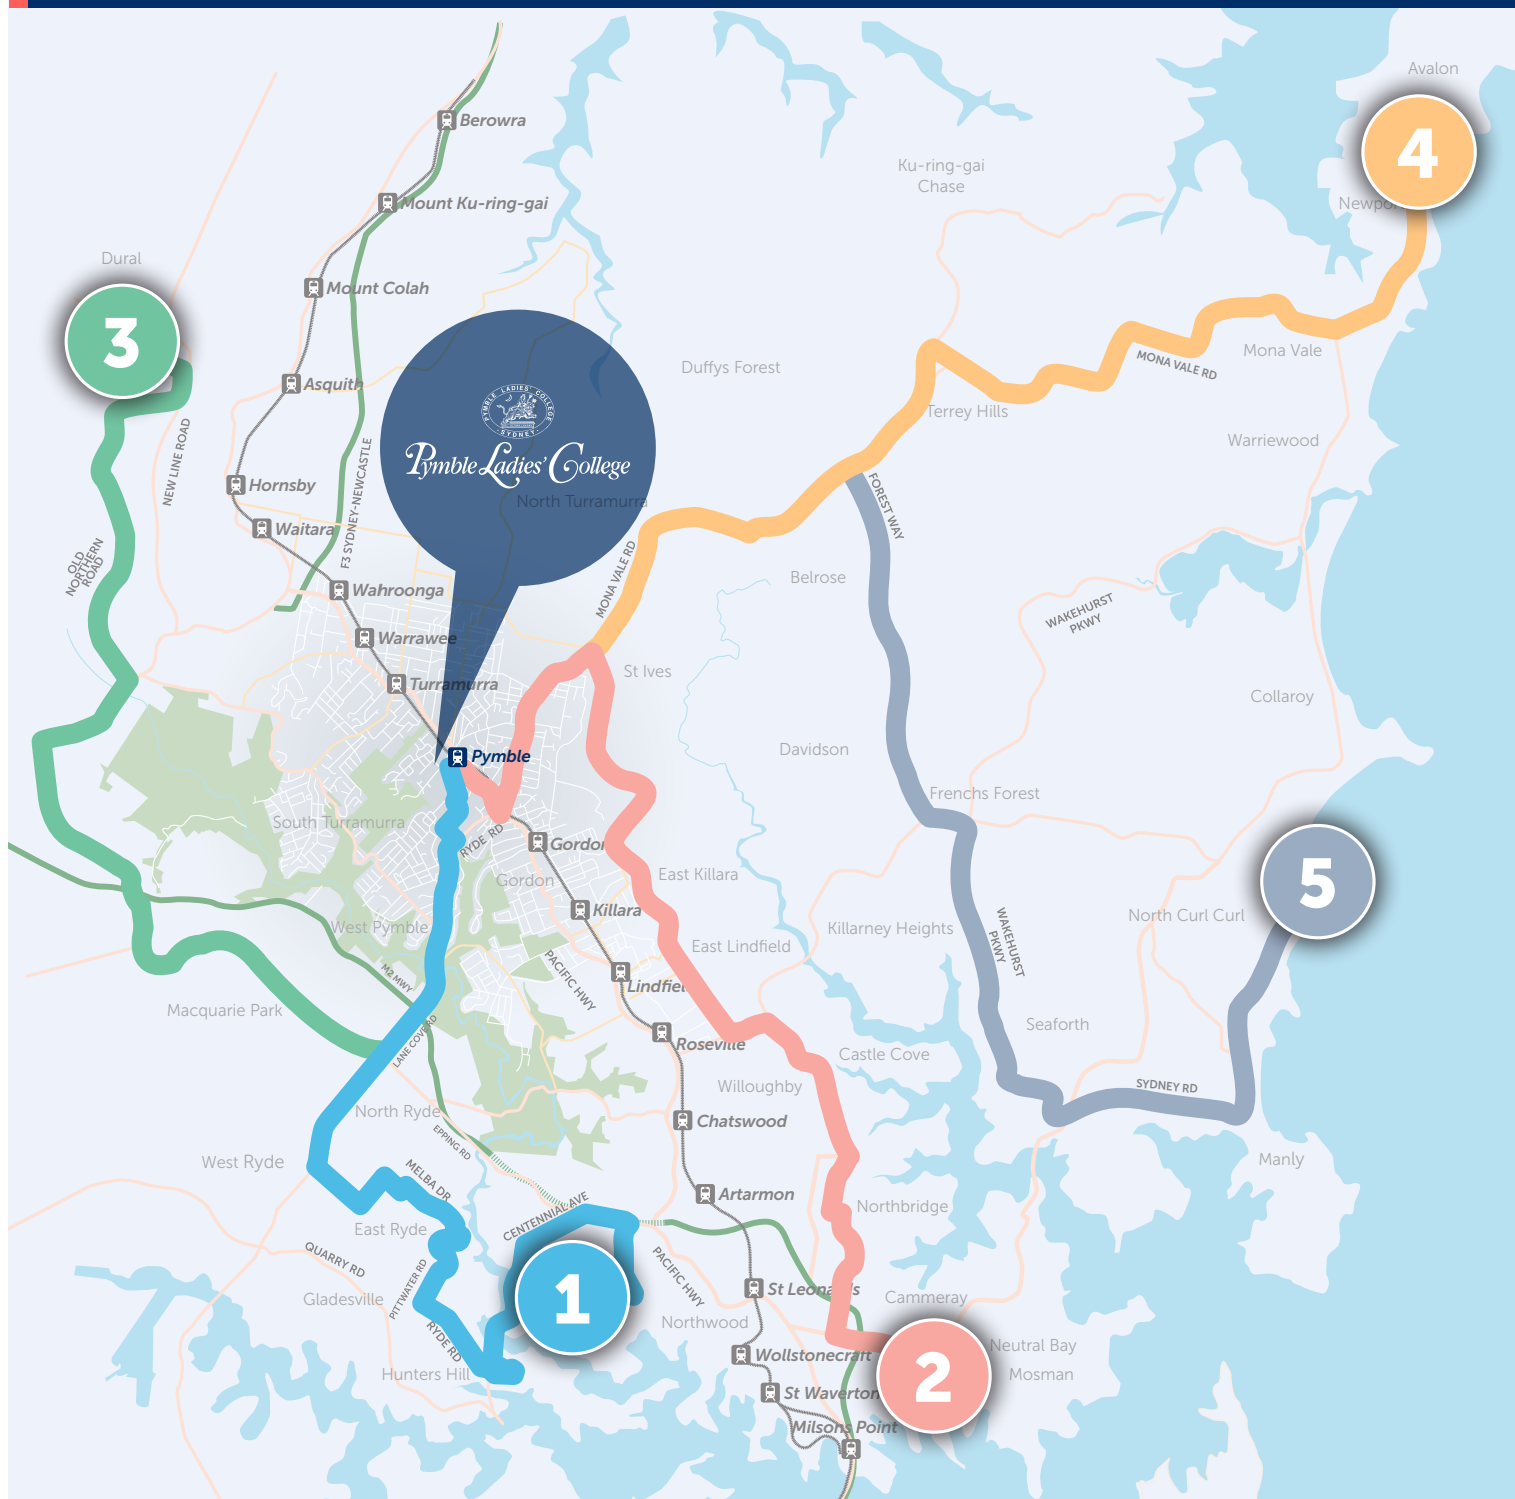 Avalon
Berowra
4
Ku-ring-gai
Chase
Mount Ku-ring-gai
Dural
Mount Colah
3
MONA VALE RD
Mona Vale
Duffys Forest
Asquith
PYMBLE LADIES' COLLEGE
SYDNEY
Terrey Hills
NEW LINE ROAD
Warriewood
Pymble Ladies' College
Hornsby
North Turramurra
F3 SYDNEY-NEWCASTLE
FOREST WAY
Waitara
OLD
NORTHERN
ROAD
MONA VALE RD
Belrose
Wahroonga
WAKEHURST
PKWY
Warrawee
St Ives
Turramurra
Collaroy
Pymble
Davidson
Frenchs Forest
South Turramurra
RYDE RD
Gordon
East Killara
Gordon
5
Killara
North Curl Curl
West Pymble
Killarney Heights
East Lindfield
WAKEHURST
PKWY
M2 MWY
PACIFIC HWY
Macquarie Park
Seaforth
LANE COVE RD
Roseville
Castle Cove
Willoughby
SYDNEY RD
North Ryde
Chatswood
EPPING RD
West Ryde
Manly
MELBA DR
Artarmon
Northbridge
East Ryde
CENTENNIAL AVE
QUARRY RD
PITTWATER RD
PACIFIC HWY
Gladesville
1
Cammeray
Northwood
RYDE RD
Neutral Bay
Wollstonecraft
Hunters Hill
2
Mosman
St Waverton
Milsons Point